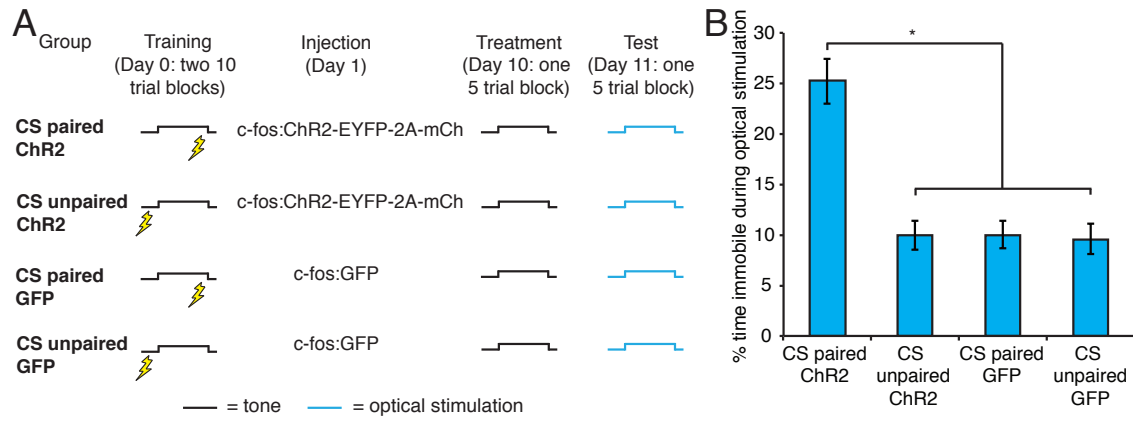 A
Group
Training
(Day 0: two 10
trial blocks)
Injection
(Day 1)
Treatment
(Day 10: one
5 trial block)
Test
(Day 11: one
5 trial block)
CS paired
ChR2
c-fos:ChR2-EYFP-2A-mCh
CS unpaired
ChR2
c-fos:ChR2-EYFP-2A-mCh
CS paired
GFP
c-fos:GFP
CS unpaired
GFP
c-fos:GFP
= tone
= optical stimulation
B
% time immobile during optical stimulation
30
25
20
15
10
5
0
*
CS paired
ChR2
CS
unpaired
ChR2
CS paired
GFP
CS
unpaired
GFP